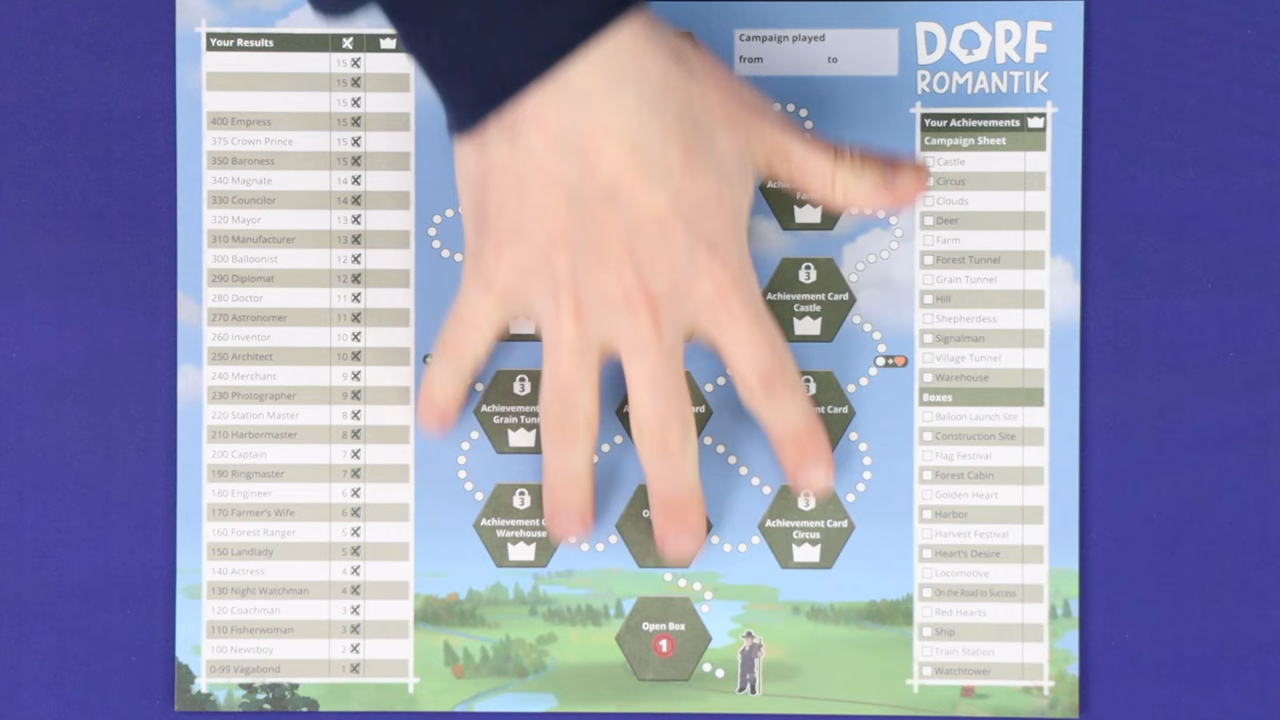 Your Results
15
15
15
400 Empress 15
375 Crown Prince 15
350 Baroness 15
340 Magnate 14
330 Councilor 14
320 Mayor 13
310 Manufacturer 13
300 Balloonist 12
290 Diplomat 12
280 Doctor 11
270 Astronomer 11
260 Inventor 10
250 Architect 10
240 Merchant 9
230 Photographer 9
220 Station Master 8
210 Harbormaster 8
200 Captain 7
190 Ringmaster 7
180 Engineer 6
170 Farmer's Wife 6
160 Forest Ranger 5
150 Landlady 5
140 Actress 4
130 Night Watchman 4
120 Coachman 3
110 Fisherwoman 3
100 Newsboy 2
0-99 Vagabond 1
Campaign played
from to
3
Achievement Card
Castle
3
Achievement
Grain
3
Card
3
Achievement
Warehouse
3
Achievement Card
Circus
Open Box
1
DORF
ROMANTIK
Your Achievements
Campaign Sheet
Castle
Circus
Clouds
Deer
Farm
Forest Tunnel
Grain Tunnel
Hill
Shepherdess
Signalman
Village Tunnel
Warehouse
Boxes
Balloon Launch Site
Construction Site
Flag Festival
Forest Cabin
Golden Heart
Harbor
Harvest Festival
Heart's Desire
Locomotive
On the Road to Success
Red Hearts
Ship
Train Station
Watchtower